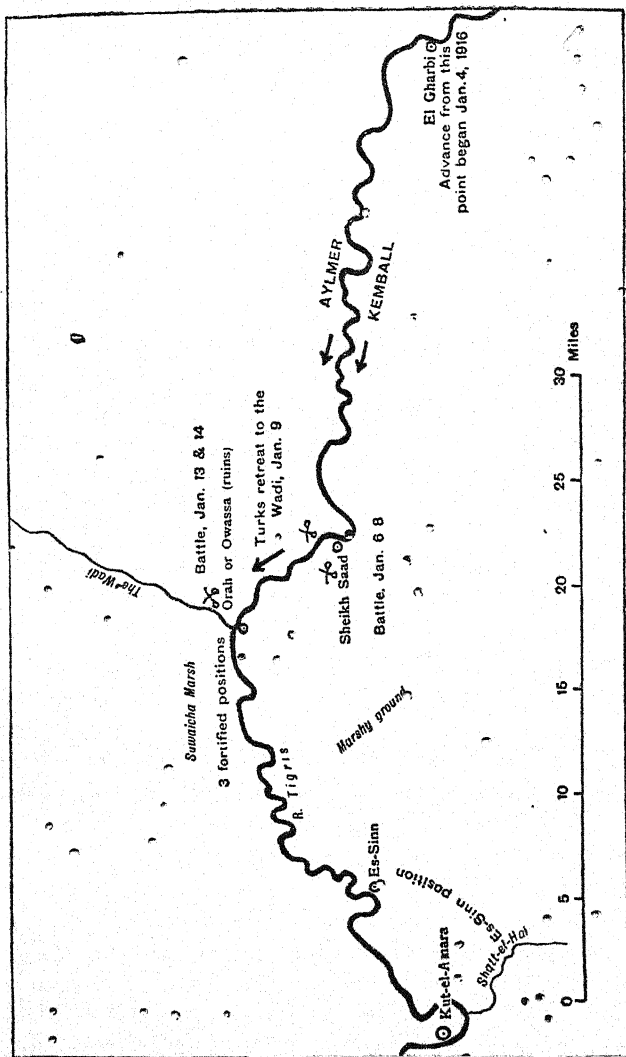 The Wadi
Battle, Jan. 13 & 14
Orah or Owassa (ruins)
Suwaicha Marsh
3 fortified positions
Turks retreat to the
Wadi, Jan. 9
AYLMER
KEMBALL
El Gharbi
Advance from this
point began Jan. 4, 1916
Sheikh Saad
Battle, Jan. 6 8
R. Tigris
Marshy ground
Es-Sinn
Es-Sinn position
Kut-el-Amara
Shatt-el-Hai
0 5 10 15 20 25 30 Miles